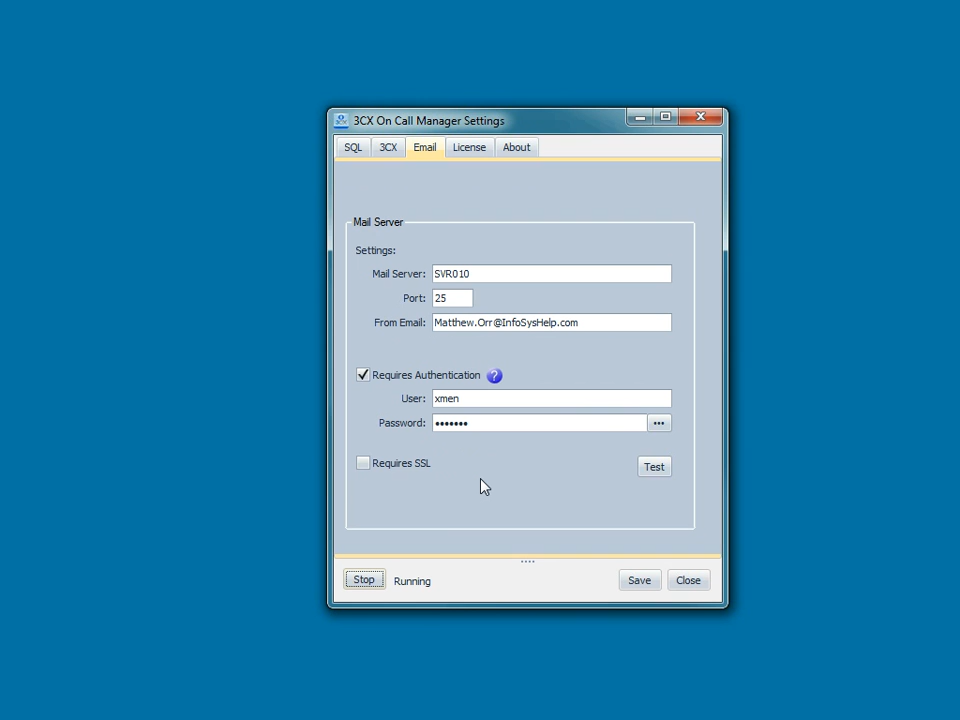 3CX On Call Manager Settings
SQL 3CX Email License About
Mail Server
Settings:
Mail Server: SVR010
Port: 25
From Email: Matthew.Orr@InfoSysHelp.com
Requires Authentication ?
User: xmen
Password: •••••••
Requires SSL Test
Stop Running Save Close